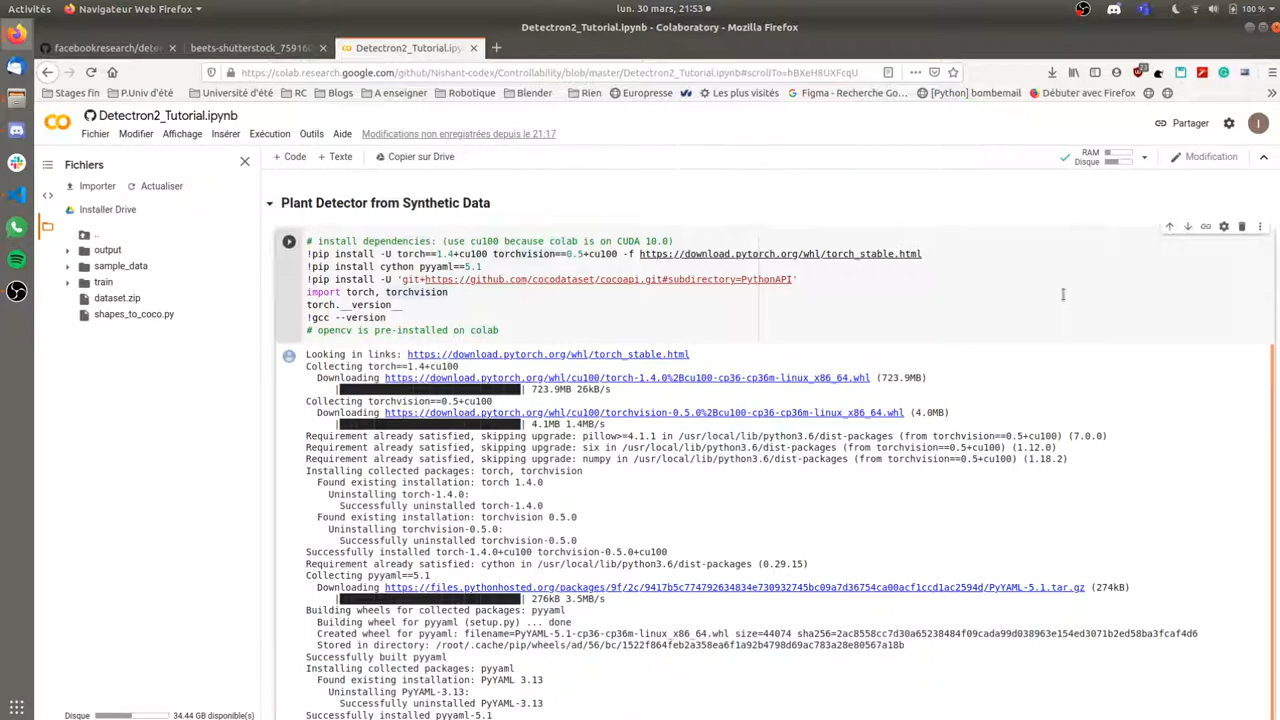 Activités
Navigateur Web Firefox
lun. 30 mars, 21:53
100 %
Detectron2_Tutorial.ipynb - Colaboratory - Mozilla Firefox
facebookresearch/dete
beets-shutterstock_75916
Detectron2_Tutorial.ipynb
https://colab.research.google.com/github/Nishant-codex/Controllability/blob/master/Detectron2_Tutorial.ipynb#scrollTo=hBXeH8UXFcqU
Stages fin
P.Univ d'été
Université d'été
RC
Blogs
A enseigner
Robotique
Blender
Rien
Europresse
Les plus visités
Figma - Recherche Go…
[Python] bombemail
Débuter avec Firefox
Detectron2_Tutorial.ipynb
Partager
I
Fichier Modifier Affichage Insérer Exécution Outils Aide Modifications non enregistrées depuis le 21:17
Fichiers
+ Code + Texte Copier sur Drive
RAM
Disque
Modification
Importer Actualiser
Installer Drive
..
output
sample_data
train
dataset.zip
shapes_to_coco.py
Plant Detector from Synthetic Data
# install dependencies: (use cu100 because colab is on CUDA 10.0)
!pip install -U torch==1.4+cu100 torchvision==0.5+cu100 -f https://download.pytorch.org/whl/torch_stable.html
!pip install cython pyyaml==5.1
!pip install -U 'git+https://github.com/cocodataset/cocoapi.git#subdirectory=PythonAPI'
import torch, torchvision
torch.__version__
!gcc --version
# opencv is pre-installed on colab
Looking in links: https://download.pytorch.org/whl/torch_stable.html
Collecting torch==1.4+cu100
Downloading https://download.pytorch.org/whl/cu100/torch-1.4.0%2Bcu100-cp36-cp36m-linux_x86_64.whl (723.9MB)
| | 723.9MB 26kB/s
Collecting torchvision==0.5+cu100
Downloading https://download.pytorch.org/whl/cu100/torchvision-0.5.0%2Bcu100-cp36-cp36m-linux_x86_64.whl (4.0MB)
| | 4.1MB 1.4MB/s
Requirement already satisfied, skipping upgrade: pillow>=4.1.1 in /usr/local/lib/python3.6/dist-packages (from torchvision==0.5+cu100) (7.0.0)
Requirement already satisfied, skipping upgrade: six in /usr/local/lib/python3.6/dist-packages (from torchvision==0.5+cu100) (1.12.0)
Requirement already satisfied, skipping upgrade: numpy in /usr/local/lib/python3.6/dist-packages (from torchvision==0.5+cu100) (1.18.2)
Installing collected packages: torch, torchvision
Found existing installation: torch 1.4.0
Uninstalling torch-1.4.0:
Successfully uninstalled torch-1.4.0
Found existing installation: torchvision 0.5.0
Uninstalling torchvision-0.5.0:
Successfully uninstalled torchvision-0.5.0
Successfully installed torch-1.4.0+cu100 torchvision-0.5.0+cu100
Requirement already satisfied: cython in /usr/local/lib/python3.6/dist-packages (0.29.15)
Collecting pyyaml==5.1
Downloading https://files.pythonhosted.org/packages/9f/2c/9417b5c774792634834e730932745bc09a7d36754ca00acf1ccd1ac2594d/PyYAML-5.1.tar.gz (274kB)
| | 276kB 3.5MB/s
Building wheels for collected packages: pyyaml
Building wheel for pyyaml (setup.py) ... done
Created wheel for pyyaml: filename=PyYAML-5.1-cp36-cp36m-linux_x86_64.whl size=44074 sha256=2ac8558cc7d30a65238484f09cada99d038963e154ed3071b2ed58ba3fcaf4d6
Stored in directory: /root/.cache/pip/wheels/ad/56/bc/1522f864feb2a358ea6f1a92b4798d69ac783a28e80567a18b
Successfully built pyyaml
Installing collected packages: pyyaml
Found existing installation: PyYAML 3.13
Uninstalling PyYAML-3.13:
Successfully uninstalled PyYAML-3.13
Successfully installed pyyaml-5.1
Disque
34.44 GB disponible(s)